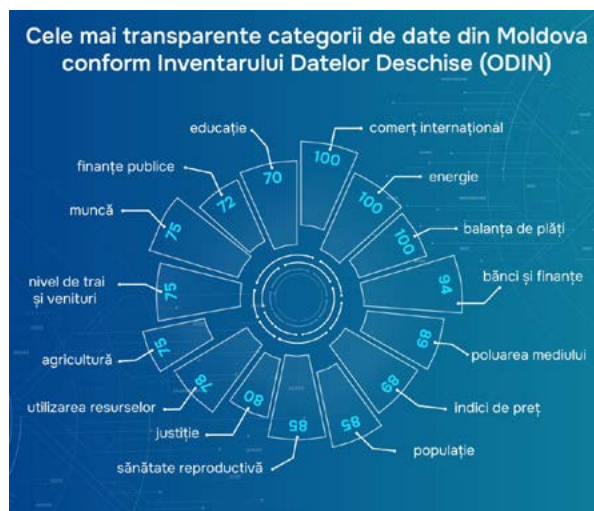 Cele mai transparente categorii de date din Moldova
conform Inventarului Datelor Deschise (ODIN)
100
comerț internațional
100
energie
100
balanța de plăți
94
bănci și finanțe
89
poluarea mediului
89
indici de preț
85
populație
85
sănătate reproductivă
80
justiție
78
utilizarea resurselor
75
agricultură
75
nivel de trai
și venituri
75
muncă
72
finanțe publice
70
educație